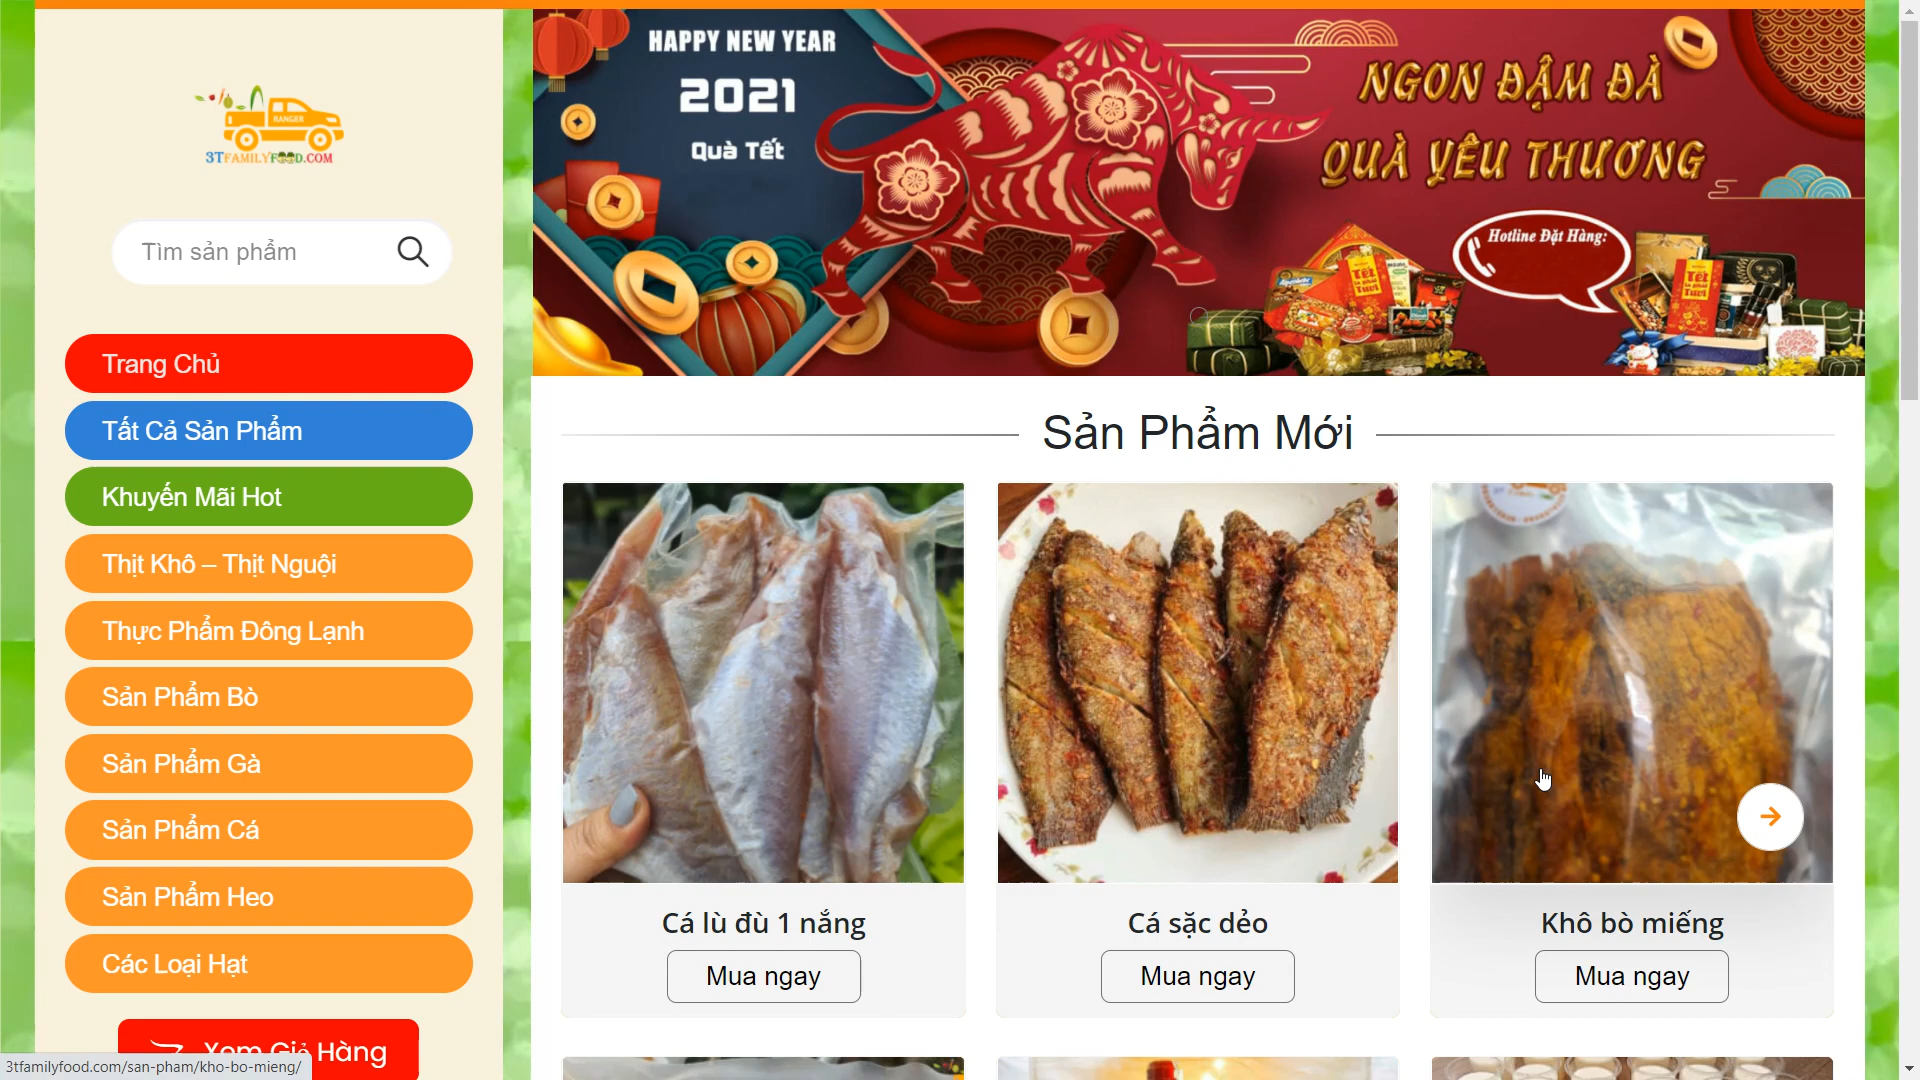 RANGER
3TFAMILYFOOD.COM
Tìm sản phẩm
Trang Chủ
Tất Cả Sản Phẩm
Khuyến Mãi Hot
Thịt Khô – Thịt Nguội
Thực Phẩm Đông Lạnh
Sản Phẩm Bò
Sản Phẩm Gà
Sản Phẩm Cá
Sản Phẩm Heo
Các Loại Hạt
Xem Giỏ Hàng
3tfamilyfood.com/san-pham/kho-bo-mieng/
HAPPY NEW YEAR
2021
Quà Tết
NGON ĐẬM ĐÀ
QUÀ YÊU THƯƠNG
Hotline Đặt Hàng:
Sản Phẩm Mới
Cá lù đù 1 nắng
Mua ngay
Cá sặc dẻo
Mua ngay
Khô bò miếng
Mua ngay